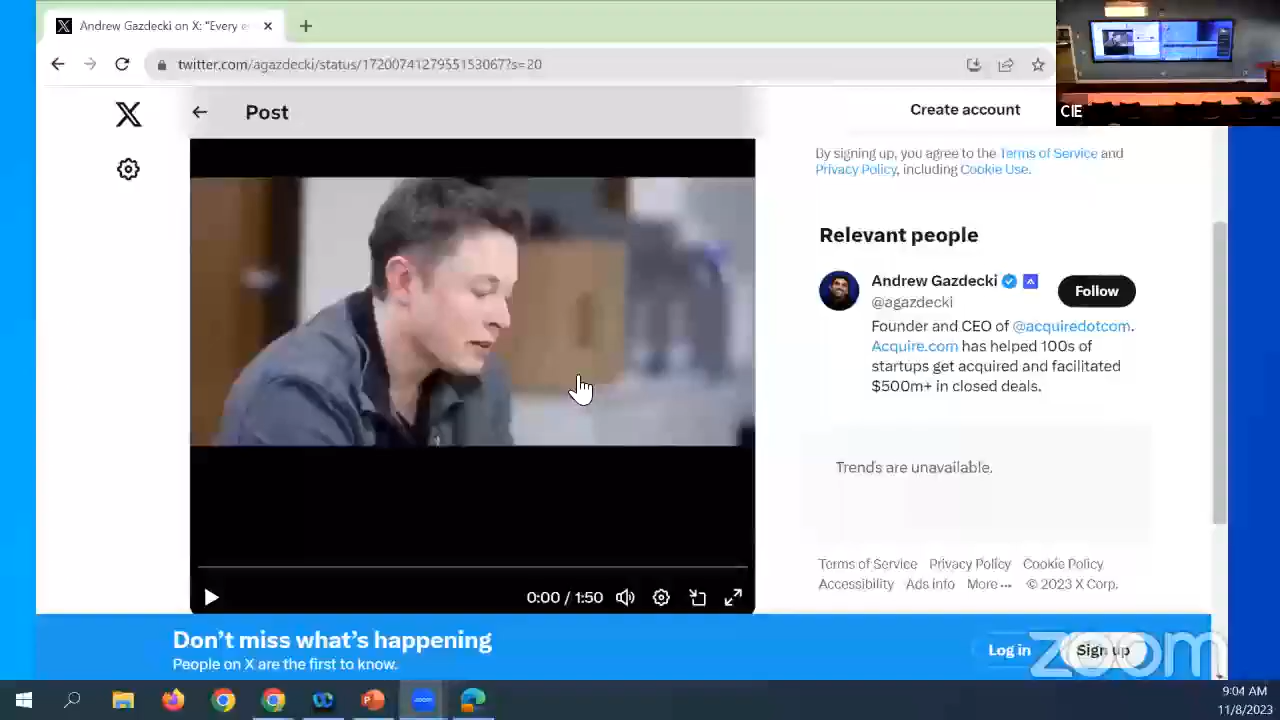 Andrew Gazdecki on X: "Every e
twitter.com/agazdecki/status/1720074127955153067?s=20
CIE
Post
Create account
By signing up, you agree to the Terms of Service and
Privacy Policy, including Cookie Use.
Relevant people
Andrew Gazdecki
@agazdecki
Follow
Founder and CEO of @acquiredotcom.
Acquire.com has helped 100s of
startups get acquired and facilitated
$500m+ in closed deals.
Trends are unavailable.
Terms of Service Privacy Policy Cookie Policy
Accessibility Ads info More ··· © 2023 X Corp.
0:00 / 1:50
Don't miss what's happening
People on X are the first to know.
Log in
Sign up
zoom
9:04 AM
11/8/2023